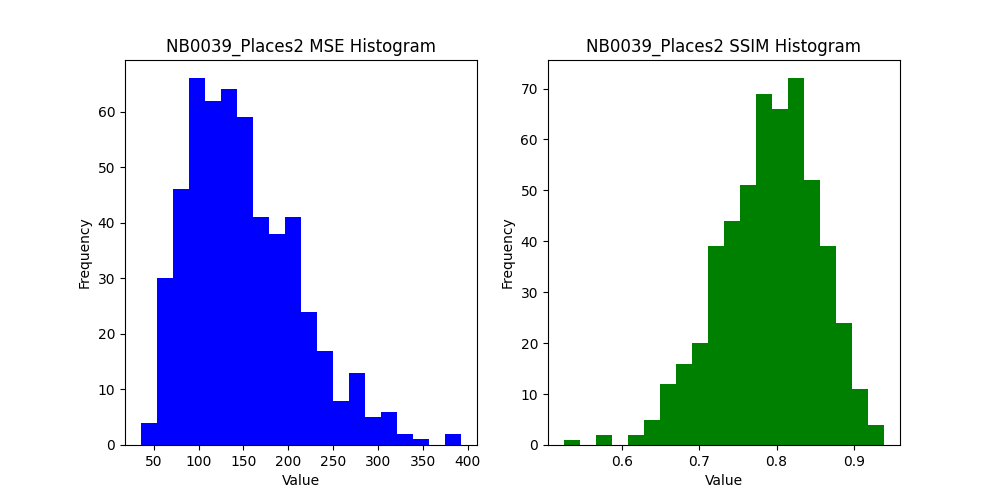 NB0039_Places2 MSE Histogram
Frequency
60
50
40
30
20
10
0
50 100 150 200 250 300 350 400
Value
NB0039_Places2 SSIM Histogram
Frequency
70
60
50
40
30
20
10
0
0.6 0.7 0.8 0.9
Value